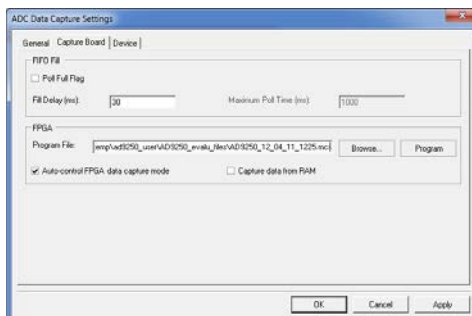 ADC Data Capture Settings
General Capture Board Device
FIFO Fill
Poll Full Flag
Fill Delay (ms): 30 Maximum Poll Time (ms) 1000
FPGA
Program File: emp\ad9250_user\AD9250_evalu_files\AD9250_12_04_11_1225.mcs Browse... Program
Auto-control FPGA data capture mode Capture data from RAM
OK Cancel Apply